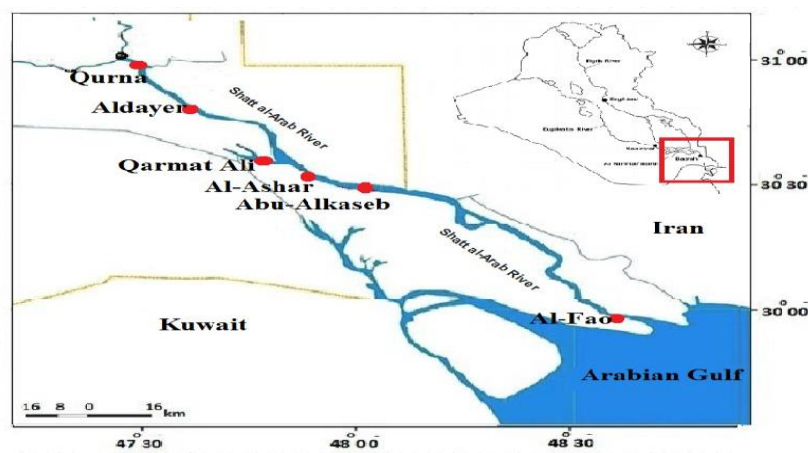 31 00
Qurna
Aldayer
Shatt al-Arab River
Qarmat Ali
Al-Ashar
Abu-Alkaseb
30 30
Iran
Shatt al-Arab River
Al-Fao
30 00
Kuwait
Arabian Gulf
16 8 0 16
km
47 30
48 0
48 30